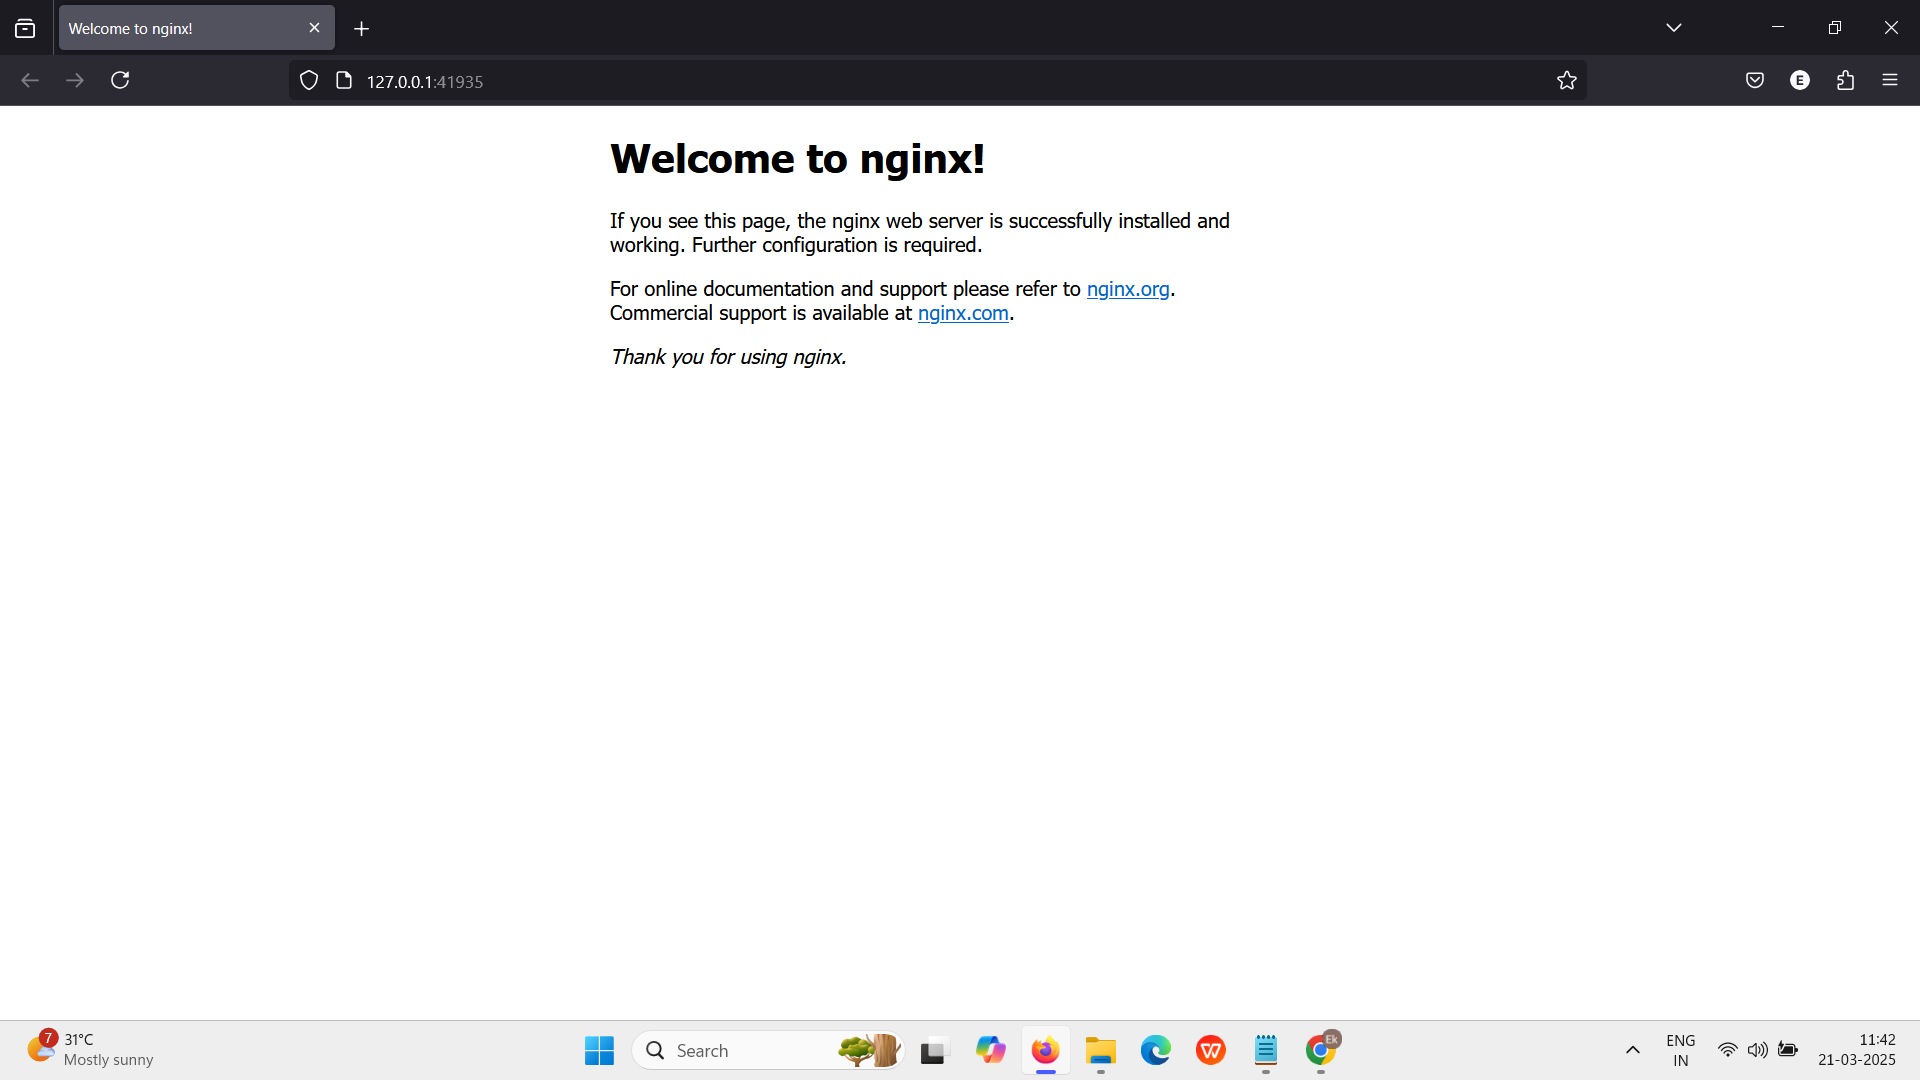 Welcome to nginx!
127.0.0.1:41935
E
Welcome to nginx!
If you see this page, the nginx web server is successfully installed and
working. Further configuration is required.
For online documentation and support please refer to nginx.org.
Commercial support is available at nginx.com.
Thank you for using nginx.
7
31°C
Mostly sunny
Search
W
Ek
ENG
IN
11:42
21-03-2025